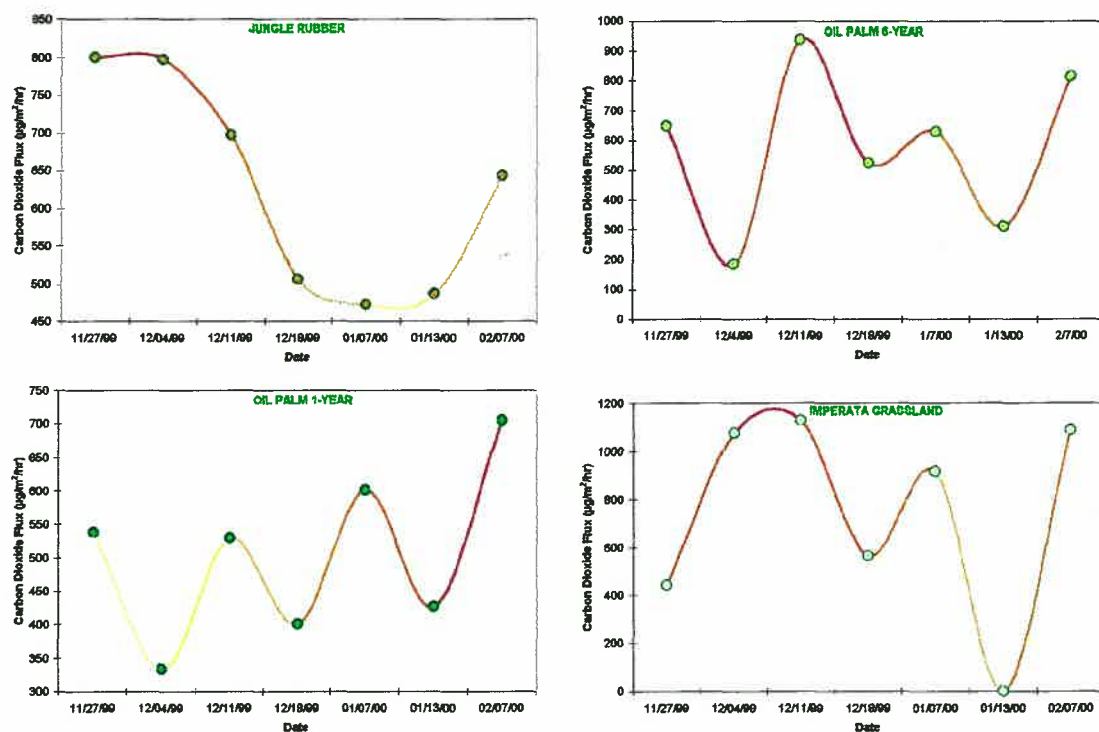 JUNGLE RUBBER
Carbon Dioxide Flux (µg/m²/hr)
850
800
750
700
650
600
550
500
450
11/27/99 12/04/99 12/11/99 12/18/99 01/07/00 01/13/00 02/07/00
Date
OIL PALM 6-YEAR
Carbon Dioxide Flux (µg/m²/hr)
1000
900
800
700
600
500
400
300
200
100
0
11/27/99 12/4/99 12/11/99 12/18/99 1/7/00 1/13/00 2/7/00
Date
OIL PALM 1-YEAR
Carbon Dioxide Flux (µg/m²/hr)
750
700
650
600
550
500
450
400
350
300
11/27/99 12/04/99 12/11/99 12/18/99 01/07/00 01/13/00 02/07/00
Date
IMPERATA GRASSLAND
Carbon Dioxide Flux (µg/m²/hr)
1200
1000
800
600
400
200
0
11/27/99 12/04/99 12/11/99 12/18/99 01/07/00 01/13/00 02/07/00
Date